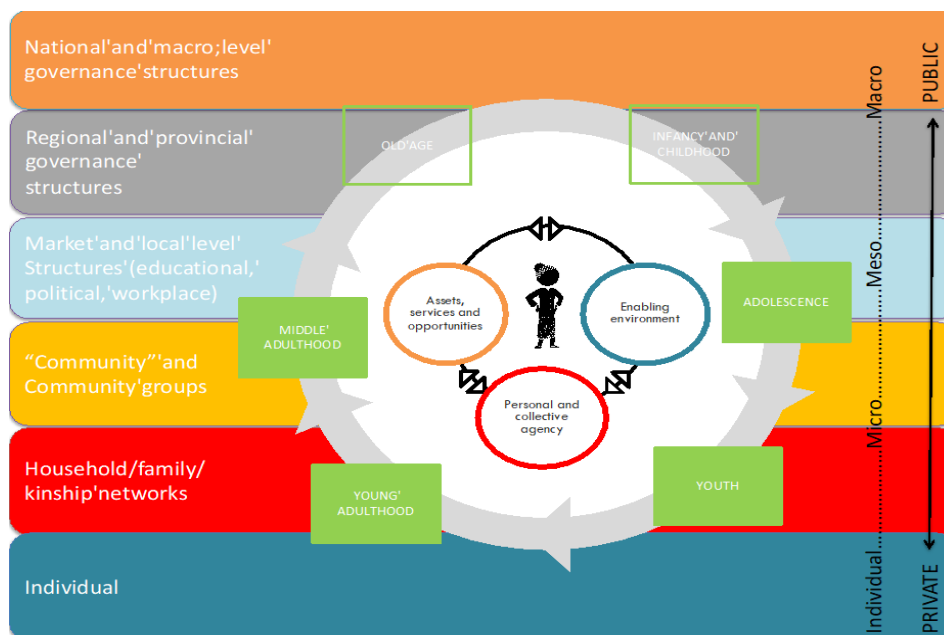 National'and'macro;level'
governance'structures
Regional'and'provincial'
governance'
structures
Market'and'local'level'
Structures'(educational,'
political,'workplace)
“Community”'and
Community'groups
Household/family/
kinship'networks
Individual
OLD'AGE
INFANCY'AND'
CHILDHOOD
ADOLESCENCE
YOUTH
YOUNG'
ADULTHOOD
MIDDLE'
ADULTHOOD
Assets,
services and
opportunities
Enabling
environment
Personal and
collective
agency
Individual........Micro..........Meso..............Macro
PRIVATE
PUBLIC